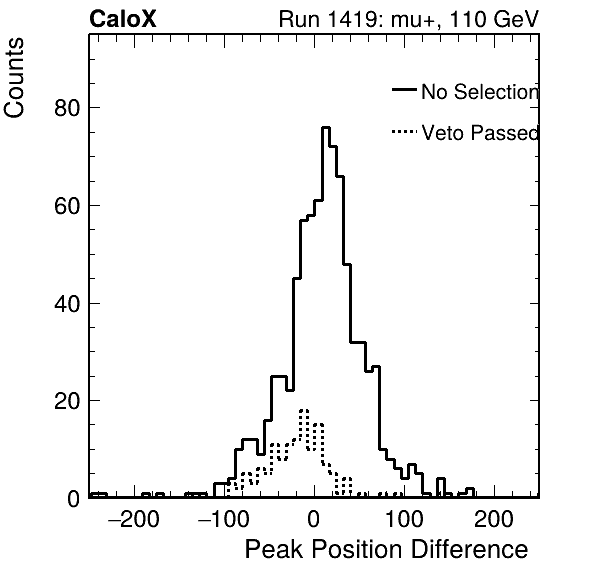 CaloX Run 1419: mu+, 110 GeV
Counts
No Selection
Veto Passed
80
60
40
20
0
−200 −100 0 100 200
Peak Position Difference